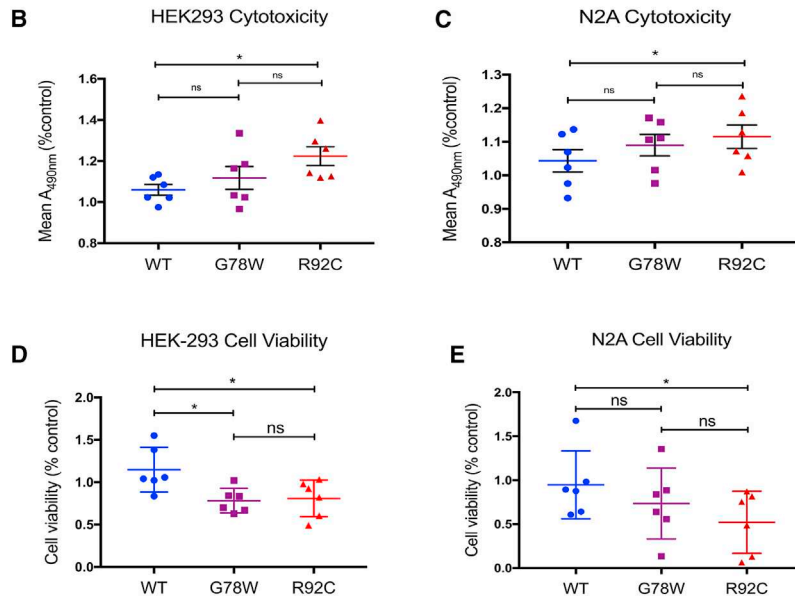 B
HEK293 Cytotoxicity
Mean A490nm (%control)
1.6
1.4
1.2
1.0
0.8
*
ns
ns
WT
G78W
R92C
C
N2A Cytotoxicity
Mean A490nm (%control)
1.3
1.2
1.1
1.0
0.9
0.8
*
ns
ns
WT
G78W
R92C
D
HEK-293 Cell Viability
Cell viability (% control)
2.0
1.5
1.0
0.5
0.0
*
*
ns
WT
G78W
R92C
E
N2A Cell Viability
Cell viability (% control)
2.0
1.5
1.0
0.5
0.0
*
ns
ns
WT
G78W
R92C